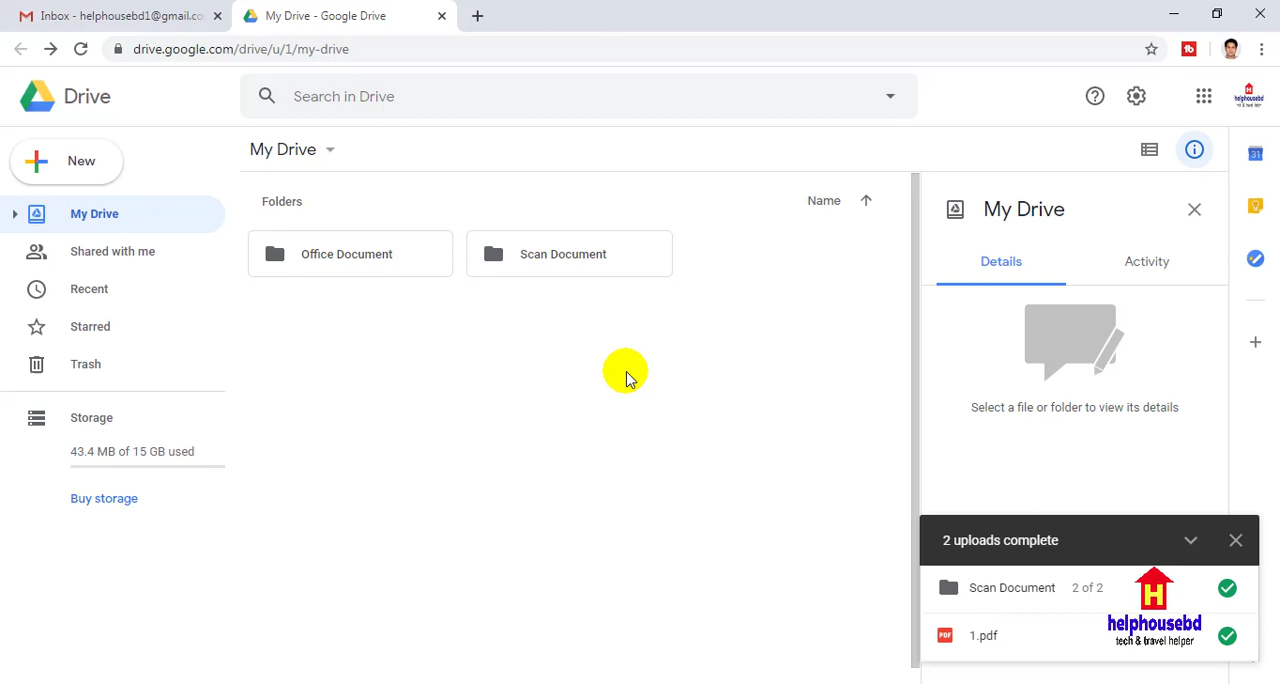 Inbox - helphousebd1@gmail.co
My Drive - Google Drive
drive.google.com/drive/u/1/my-drive
Drive
Search in Drive
helphousebd
New
My Drive
Name
My Drive
Folders
Details
Activity
Office Document
Scan Document
Shared with me
Recent
Starred
Trash
Select a file or folder to view its details
Storage
43.4 MB of 15 GB used
Buy storage
2 uploads complete
Scan Document 2 of 2
PDF 1.pdf
H
helphousebd
tech & travel helper
My Drive
31